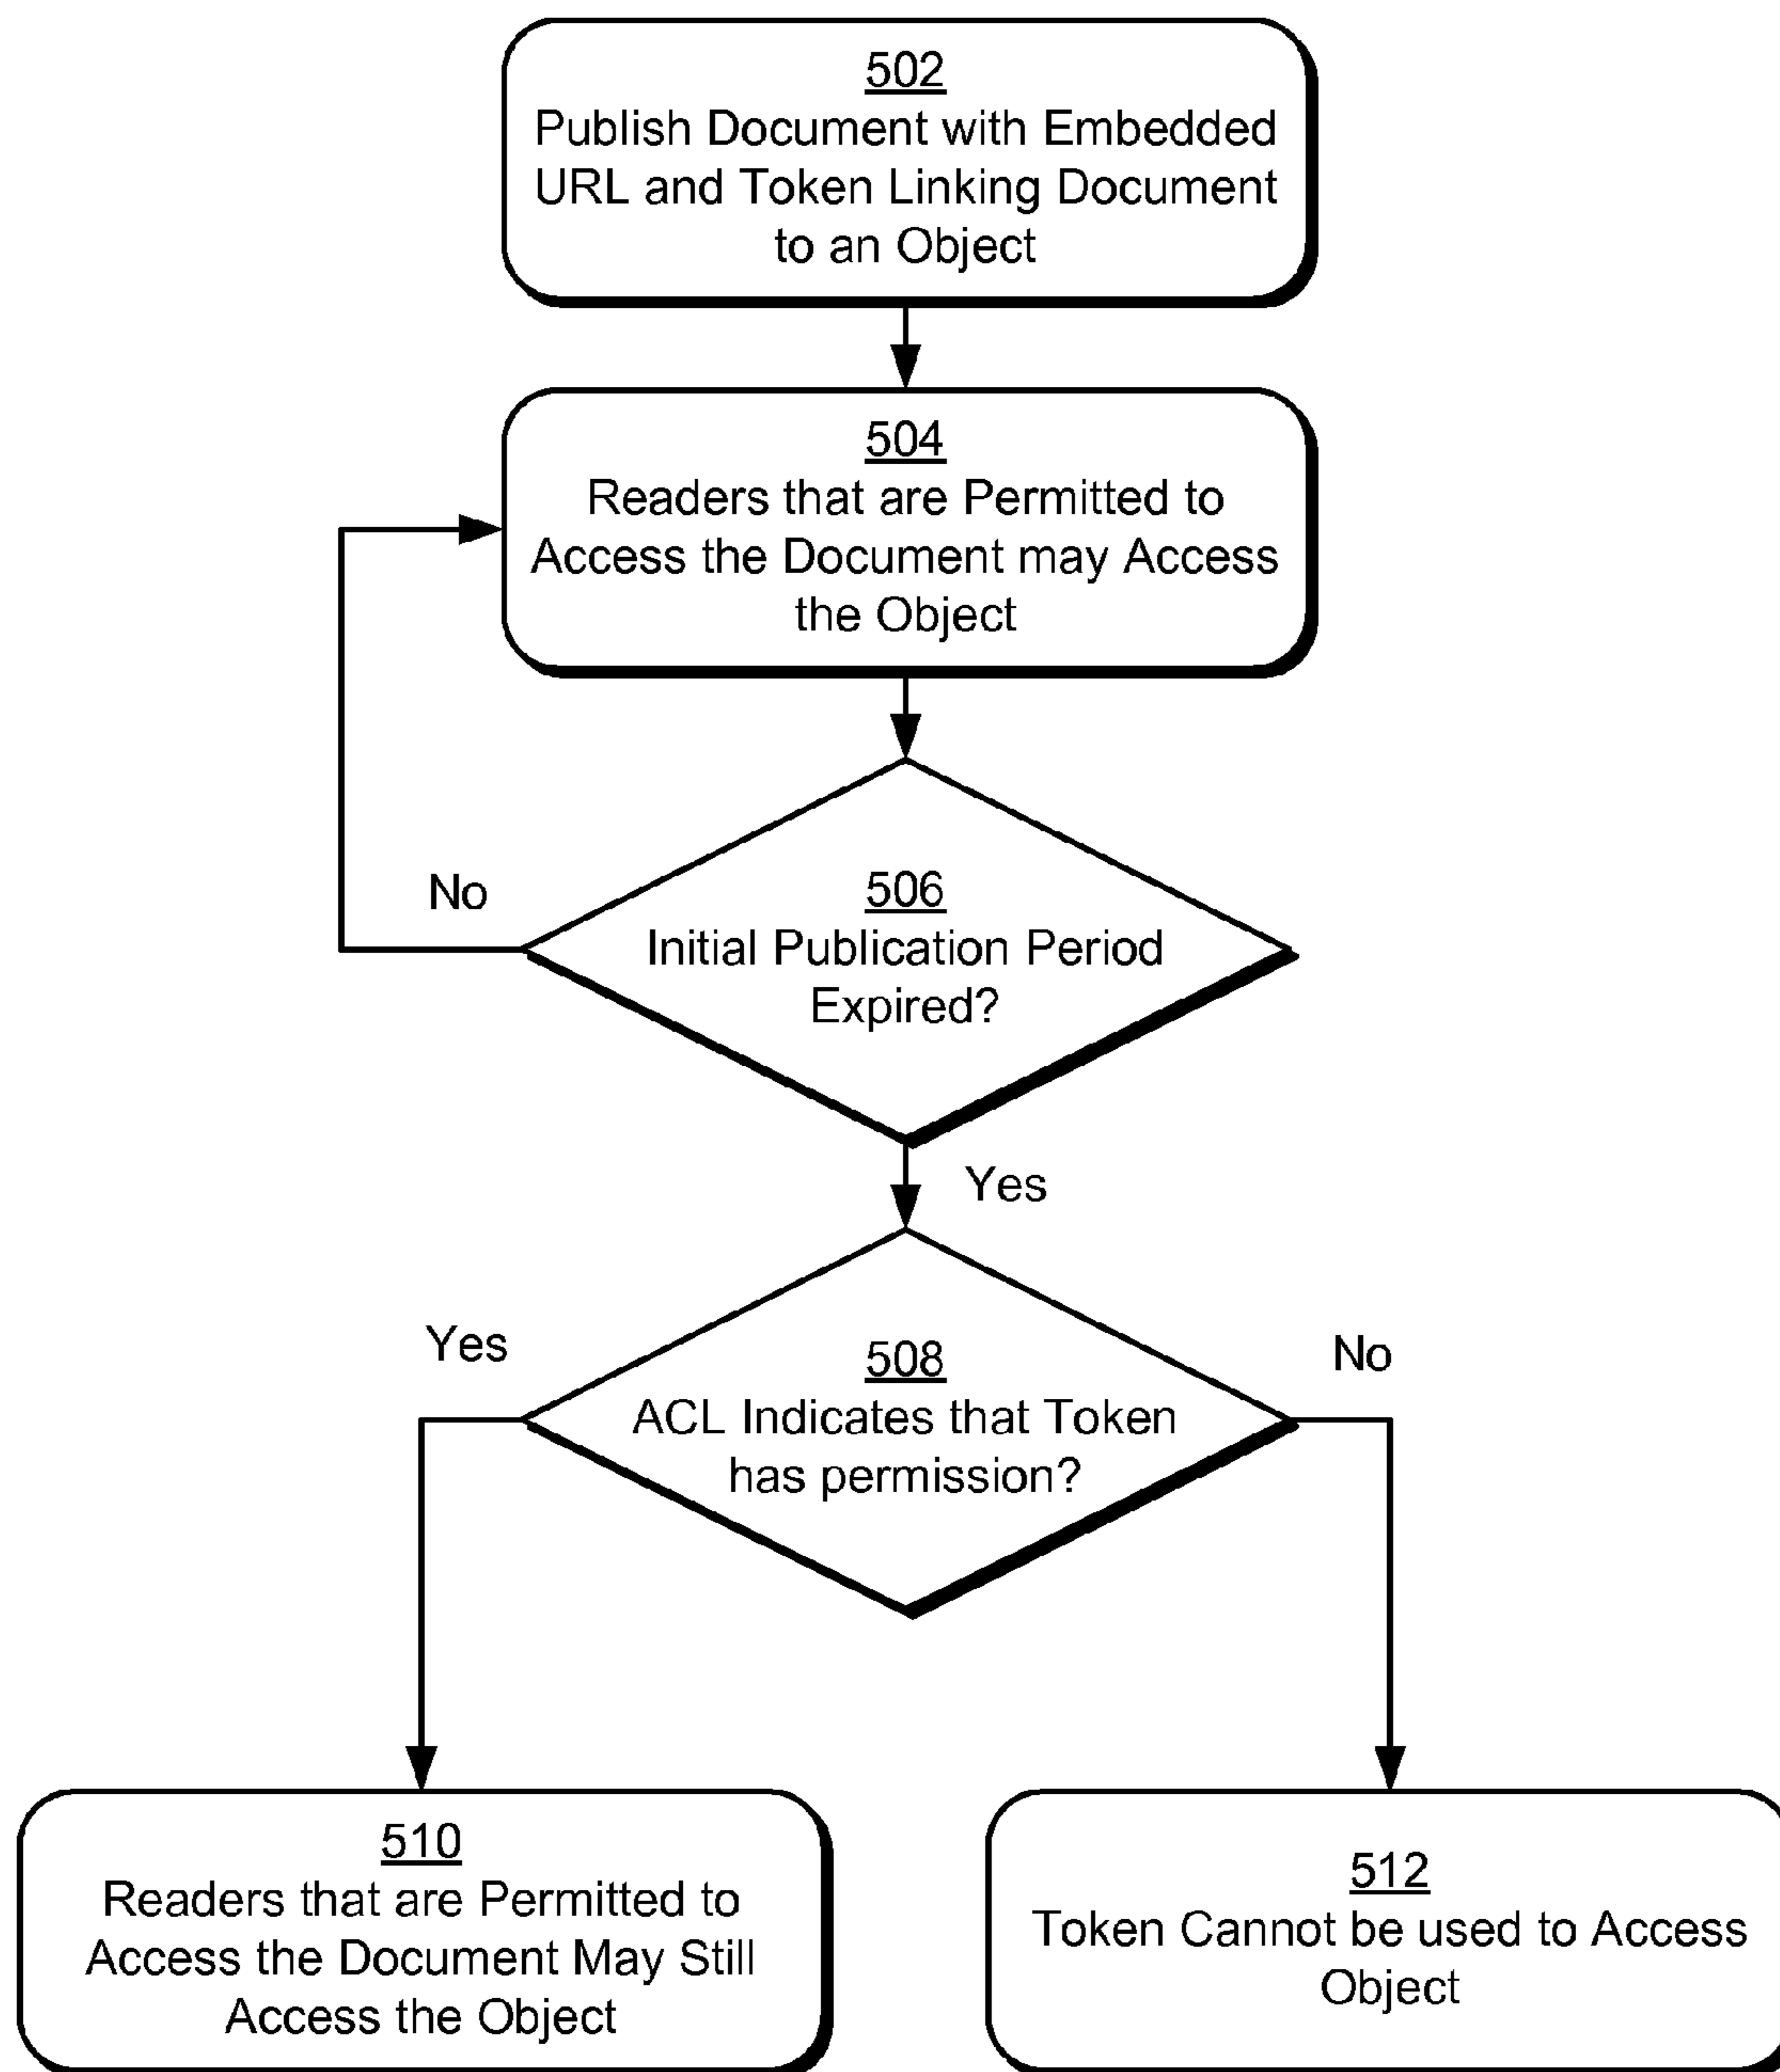 502
Publish Document with Embedded
URL and Token Linking Document
to an Object
504
Readers that are Permitted to
Access the Document may Access
the Object
No
506
Initial Publication Period
Expired?
Yes
Yes
508
ACL Indicates that Token
has permission?
No
510
Readers that are Permitted to
Access the Document May Still
Access the Object
512
Token Cannot be used to Access
Object